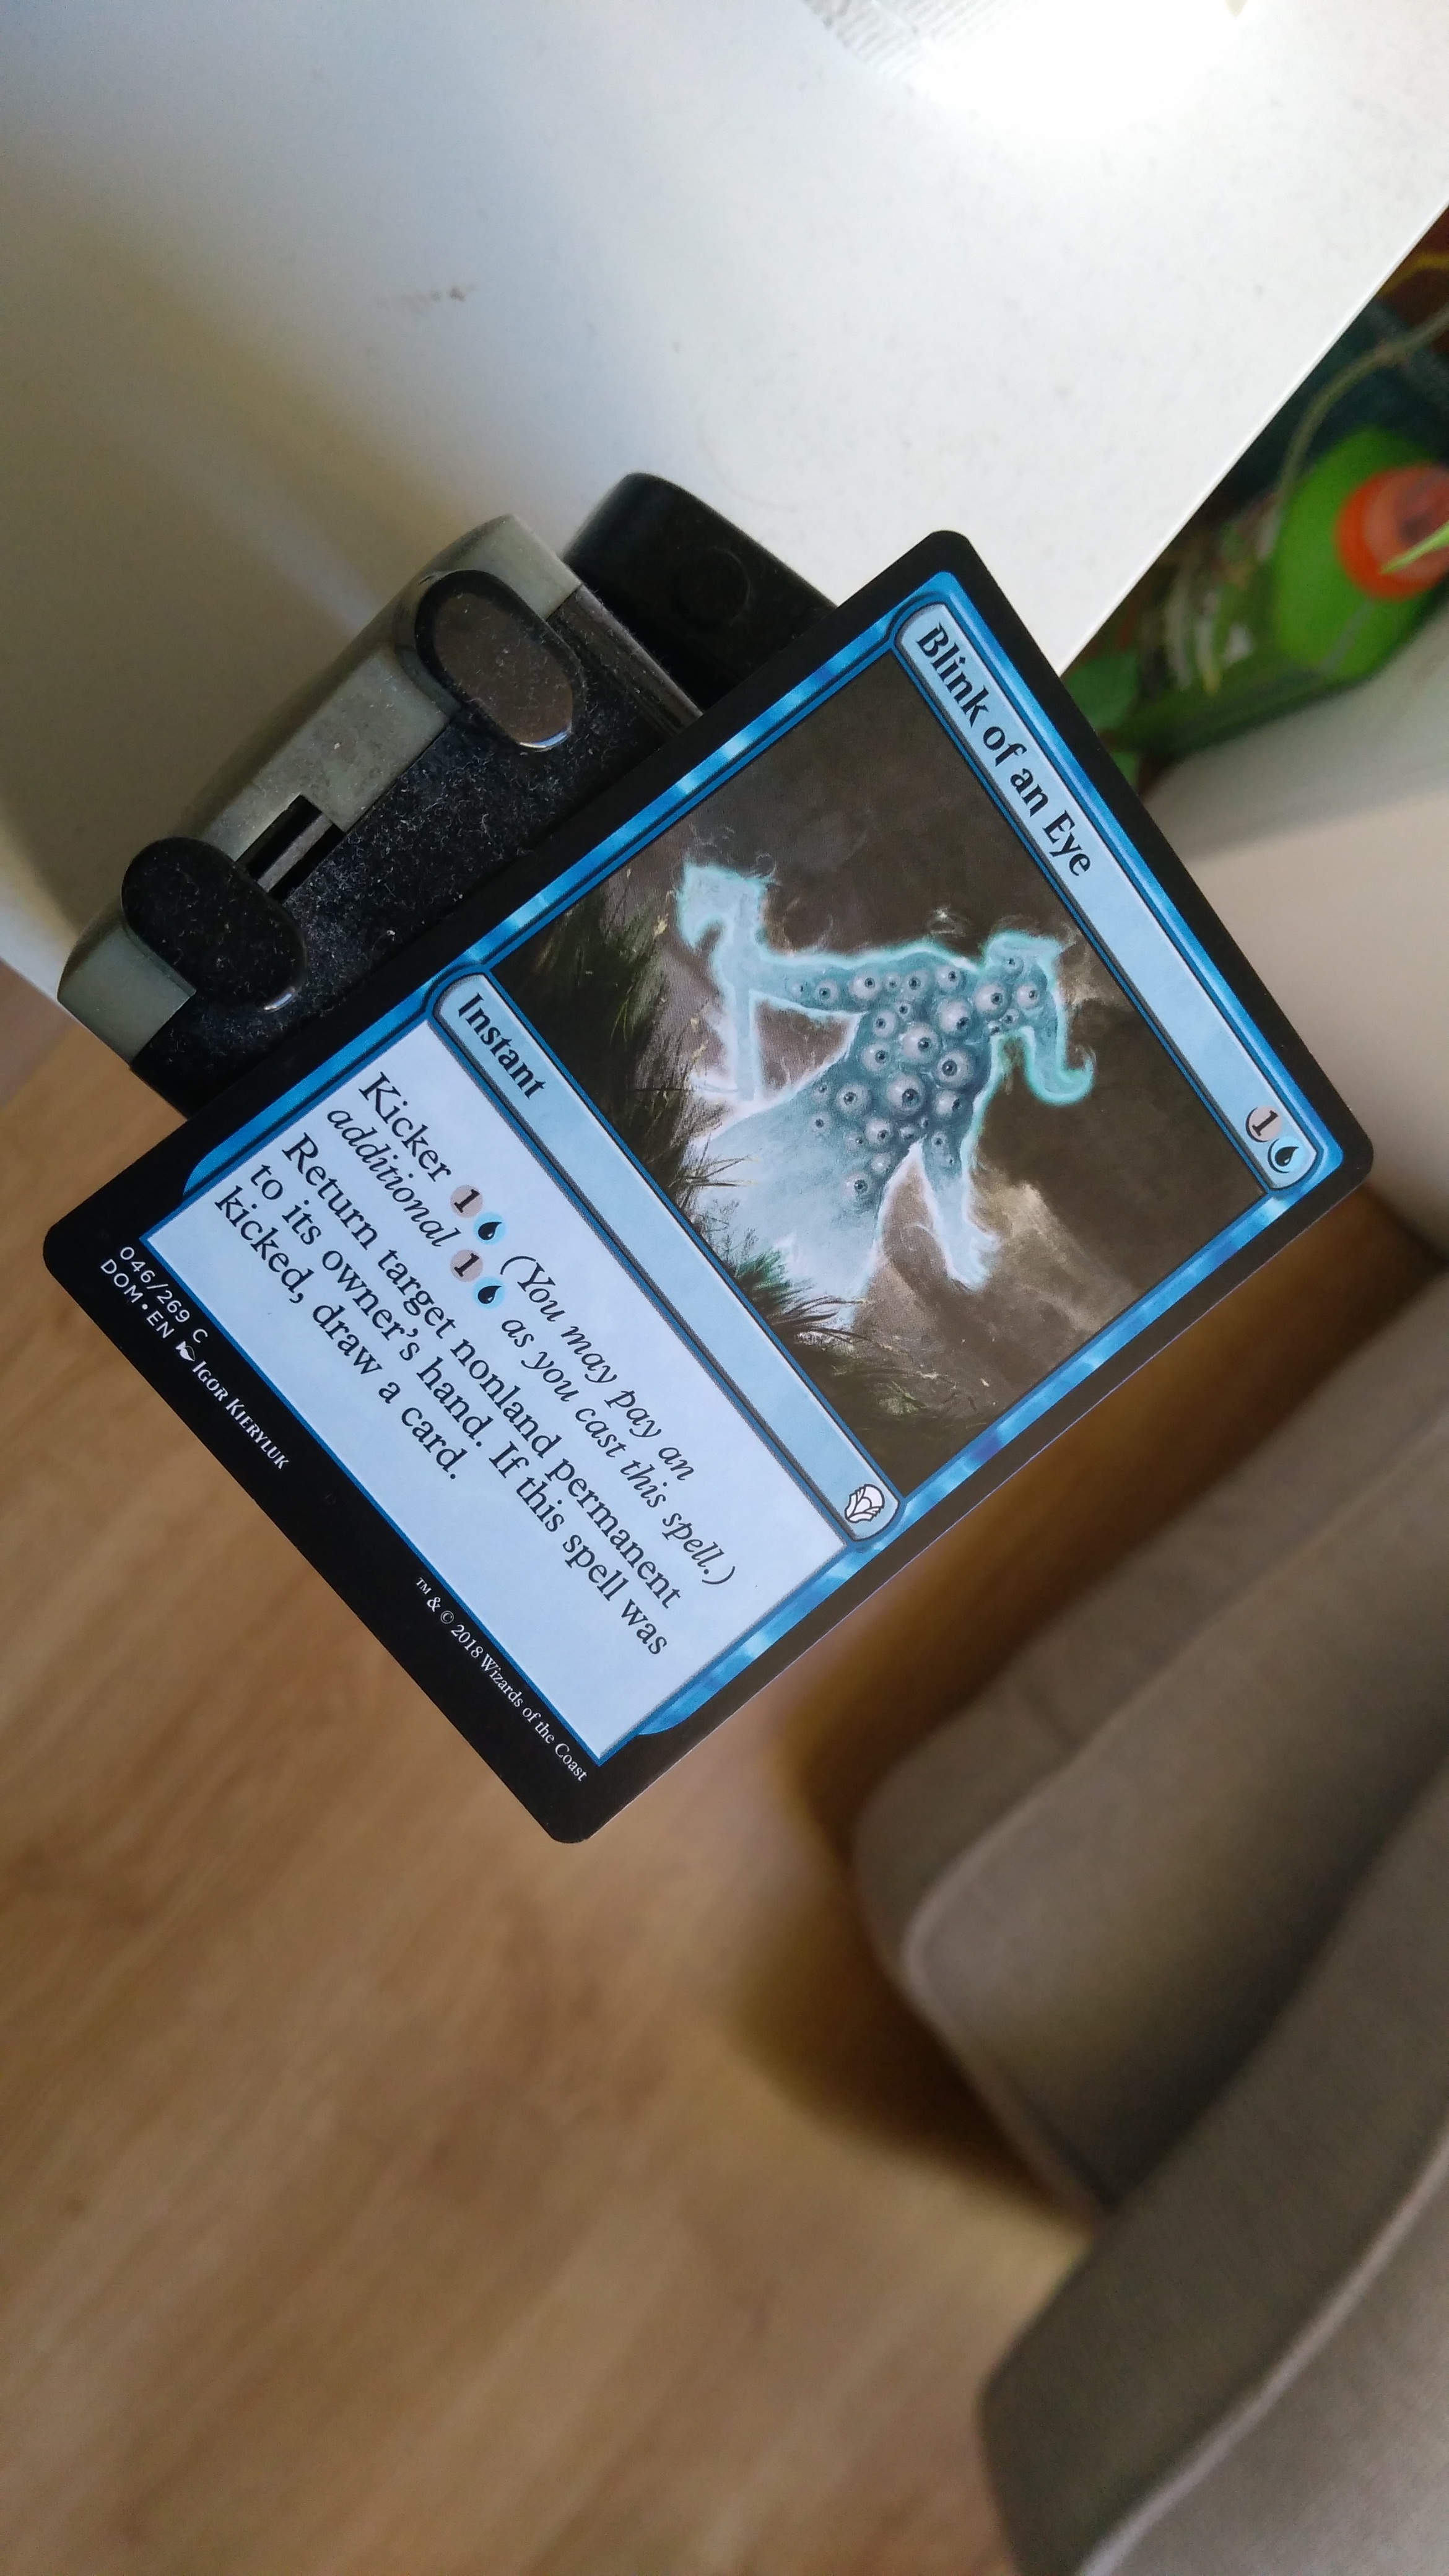 Blink of an Eye 1
Instant
Kicker 1 (You may pay an
additional 1 as you cast this spell.)
Return target nonland permanent
to its owner's hand. If this spell was
kicked, draw a card.
046/269 C
DOM • EN IGOR KIERYLUK
™ & © 2018 Wizards of the Coast